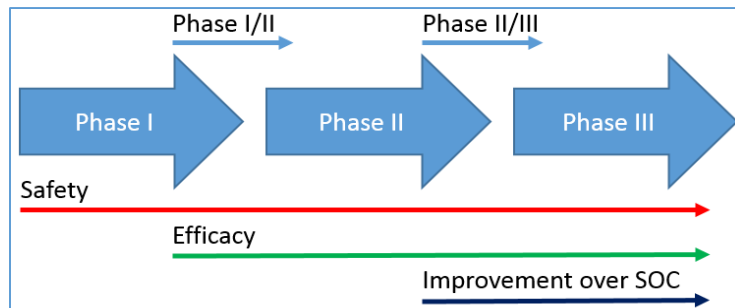 Phase I/II
Phase II/III
Phase I
Phase II
Phase III
Safety
Efficacy
Improvement over SOC